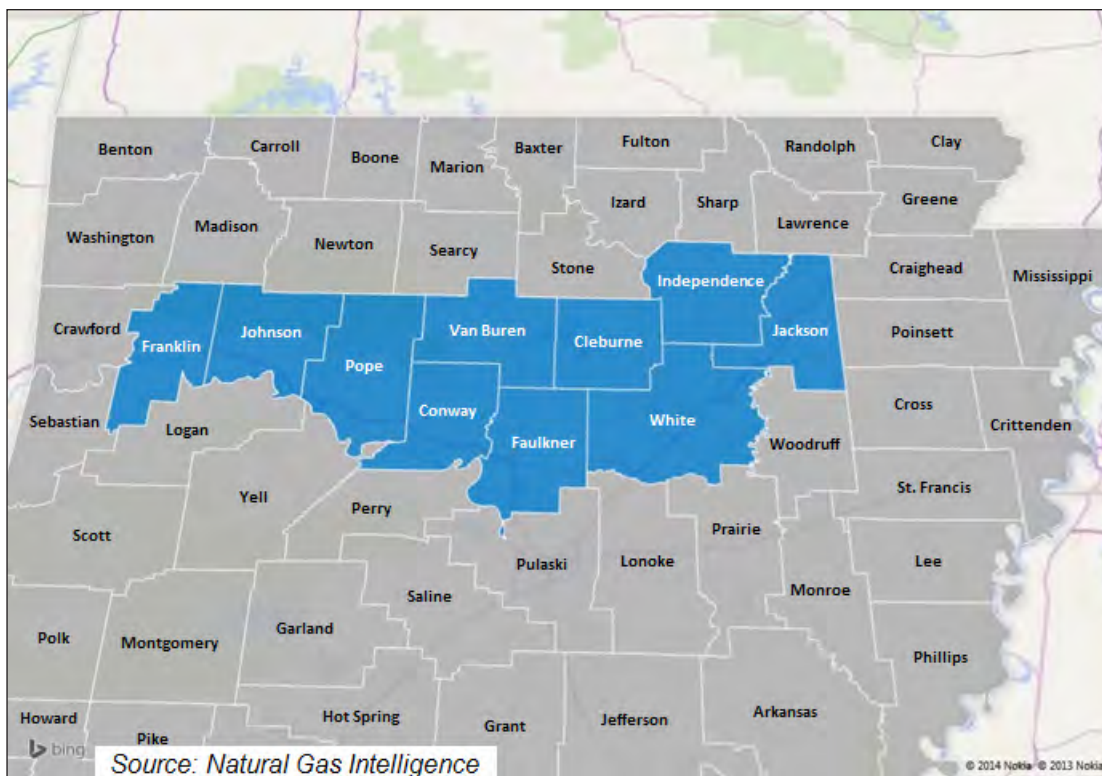 Benton
Carroll
Boone
Marion
Baxter
Fulton
Randolph
Clay
Izard
Sharp
Greene
Washington
Madison
Newton
Searcy
Stone
Lawrence
Independence
Craighead
Mississippi
Crawford
Franklin
Johnson
Pope
Van Buren
Cleburne
Jackson
Poinsett
Sebastian
Logan
Conway
Faulkner
White
Woodruff
Cross
Crittenden
Scott
Yell
Perry
Pulaski
Lonoke
Prairie
St. Francis
Lee
Polk
Montgomery
Garland
Saline
Monroe
Phillips
Howard
Pike
Hot Spring
Grant
Jefferson
Arkansas
bing
Source: Natural Gas Intelligence
© 2014 Nokia © 2013 Nokia